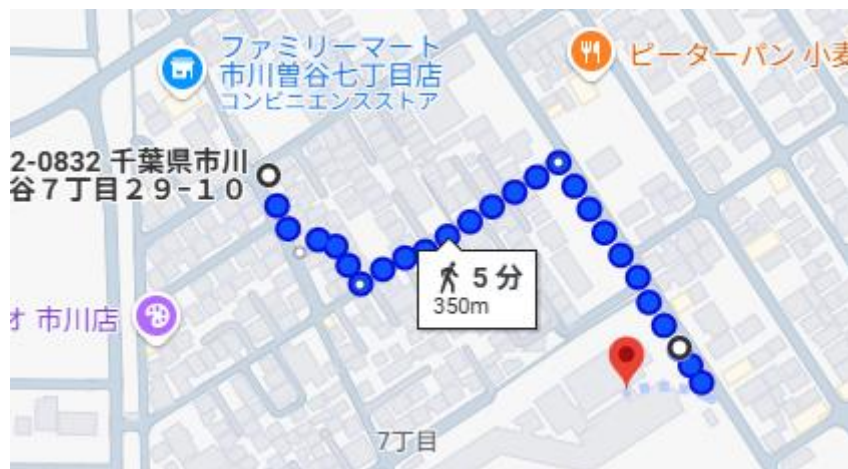 ファミリーマート
市川曽谷七丁目店
コンビニエンスストア
ピーターパン 小麦
2-0832 千葉県市川
谷7丁目29-10
5 分
350m
オ 市川店
7丁目